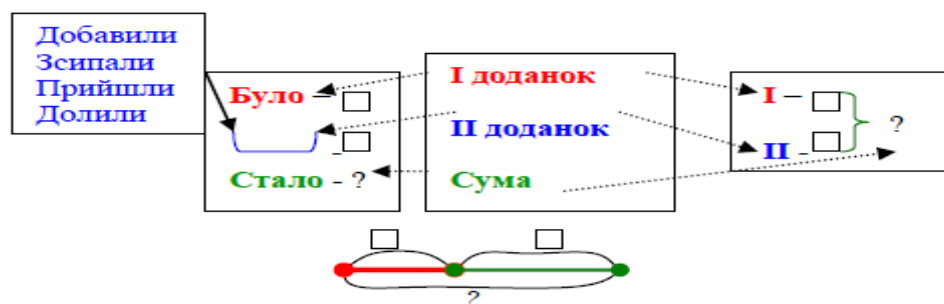 Добавили
Зсипали
Прийшли
Долили
Було –
-
Стало - ?
І доданок
ІІ доданок
Сума
І –
ІІ -
?
?